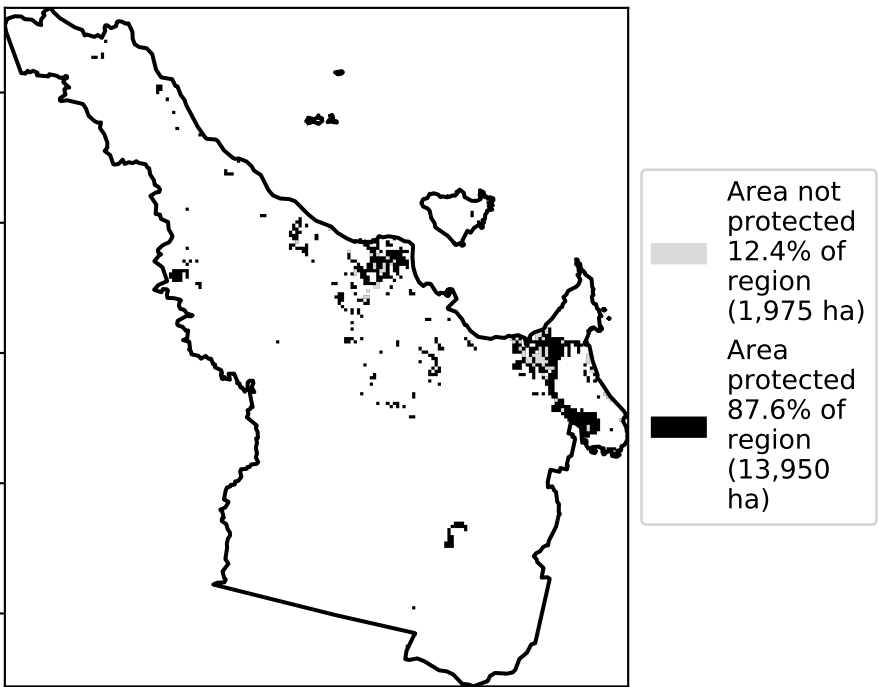 Area not
protected
12.4% of
region
(1,975 ha)
Area
protected
87.6% of
region
(13,950
ha)